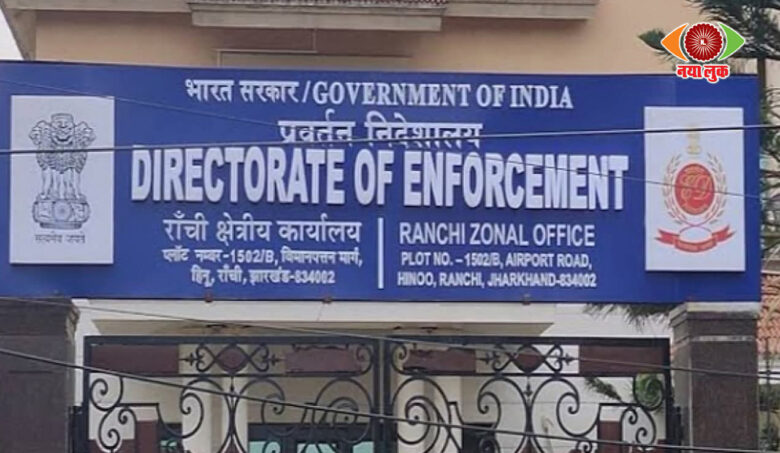 नया लुक
भारत सरकार/GOVERNMENT OF INDIA
प्रवर्तन निदेशालय
DIRECTORATE OF ENFORCEMENT
राँची क्षेत्रीय कार्यालय
प्लॉट नम्बर-1502/B, विमानपत्तन मार्ग,
हिनू, राँची, झारखण्ड-834002
RANCHI ZONAL OFFICE
PLOT NO. –1502/B, AIRPORT ROAD,
HINOO, RANCHI, JHARKHAND-834002
सत्यमेव जयते